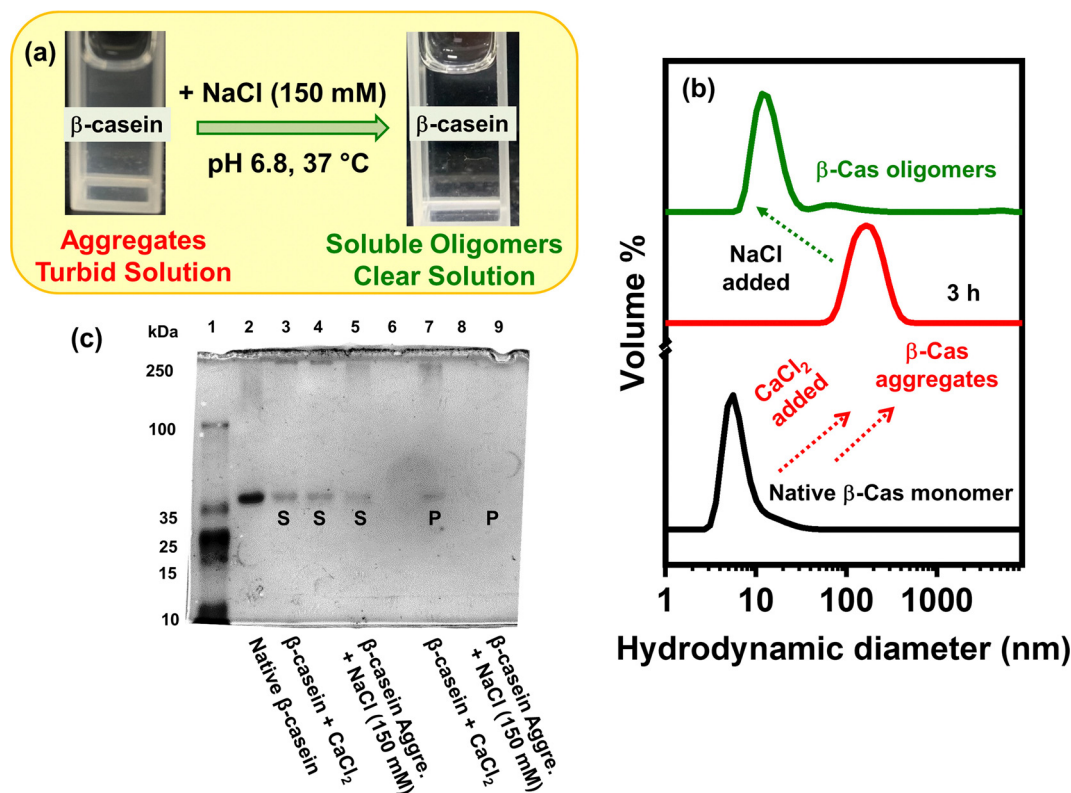 (a)
β-casein
+ NaCl (150 mM)
pH 6.8, 37 °C
β-casein
Aggregates
Turbid Solution
Soluble Oligomers
Clear Solution
(b)
β-Cas oligomers
NaCl
added
3 h
β-Cas
aggregates
CaCl₂
added
Native β-Cas monomer
Volume %
1 10 100 1000
Hydrodynamic diameter (nm)
(c)
kDa 1 2 3 4 5 6 7 8 9
250
100
35
25
15
10
S S S P P
Native β-casein
β-casein + CaCl₂
β-casein Aggre.
+ NaCl (150 mM)
β-casein + CaCl₂
β-casein Aggre.
+ NaCl (150 mM)